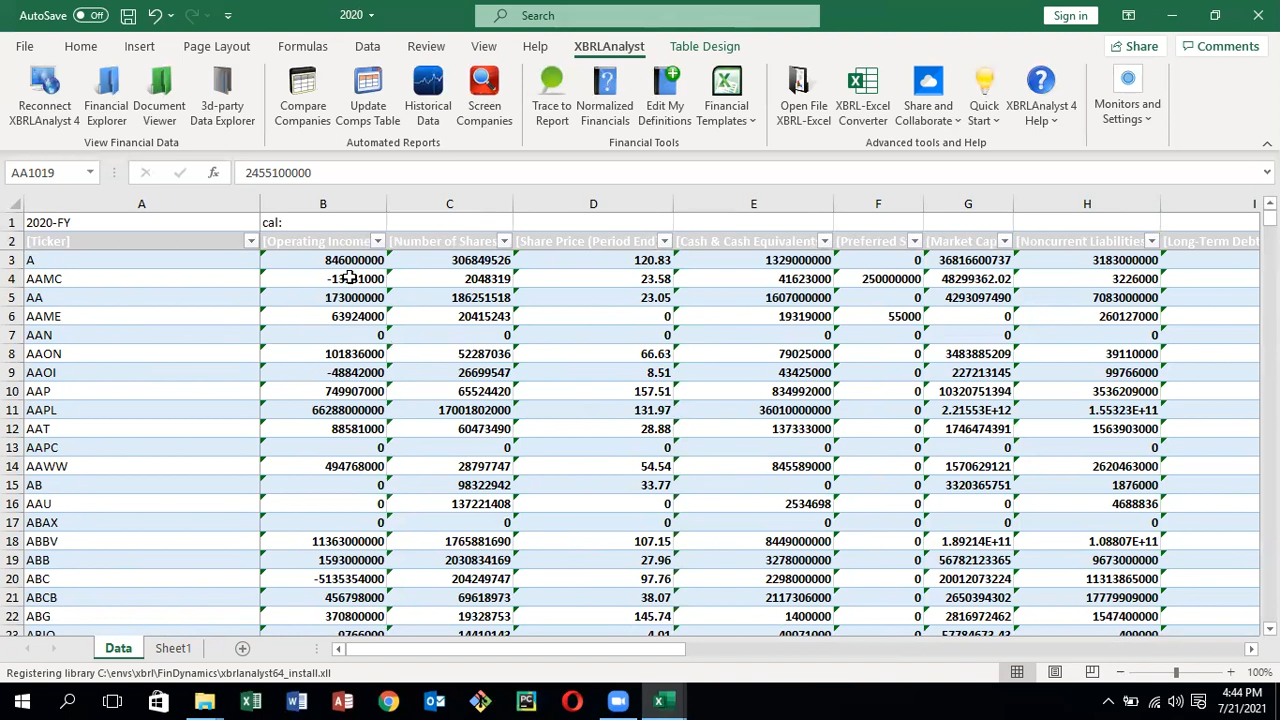 AutoSave Off 2020 Search Sign in
File Home Insert Page Layout Formulas Data Review View Help XBRLAnalyst Table Design Share Comments
Reconnect XBRLAnalyst 4 Financial Explorer Document Viewer 3d-party Data Explorer Compare Companies Update Comps Table Historical Data Screen Companies Trace to Report Normalized Financials Edit My Definitions Financial Templates Open File XBRL-Excel XBRL-Excel Converter Share and Collaborate Quick Start XBRLAnalyst 4 Help Monitors and Settings
View Financial Data Automated Reports Financial Tools Advanced tools and Help
AA1019 fx 2455100000
A B C D E F G H I
1 2020-FY cal:
2 [Ticker] [Operating Income [Number of Shares [Share Price (Period End [Cash & Cash Equivalent [Preferred S [Market Cap [Noncurrent Liabilities [Long-Term Debt
3 A 846000000 306849526 120.83 1329000000 0 36816600737 3183000000
4 AAMC 2048319 23.58 41623000 250000000 48299362.02 3226000
5 AA 173000000 186251518 23.05 1607000000 0 4293097490 7083000000
6 AAME 63924000 20415243 0 19319000 55000 0 260127000
7 AAN 0 0 0 0 0 0 0
8 AAON 101836000 52287036 66.63 79025000 0 3483885209 39110000
9 AAOI -48842000 26699547 8.51 43425000 0 227213145 99766000
10 AAP 749907000 65524420 157.51 834992000 0 10320751394 3536209000
11 AAPL 66288000000 17001802000 131.97 36010000000 0 2.21553E+12 1.55323E+11
12 AAT 88581000 60473490 28.88 137333000 0 1746474391 1563903000
13 AAPC 0 0 0 0 0 0 0
14 AAWW 494768000 28797747 54.54 845589000 0 1570629121 2620463000
15 AB 0 98322942 33.77 0 0 3320365751 1876000
16 AAU 0 137221408 0 2534698 0 0 4688836
17 ABAX 0 0 0 0 0 0 0
18 ABBV 11363000000 1765881690 107.15 8449000000 0 1.89214E+11 1.08807E+11
19 ABB 1593000000 2030834169 27.96 3278000000 0 56782123365 9673000000
20 ABC -5135354000 204249747 97.76 2298000000 0 20012073224 11313865000
21 ABCB 456798000 69618973 38.07 2117306000 0 2650394302 17779909000
22 ABG 370800000 19328753 145.74 1400000 0 2816972462 1547400000
23 ABIO 9766000 14410143 4.01 49071000 0 57784673.43 409000
Data Sheet1
Registering library C:\envs\xbrl\FinDynamics\xbrlanalyst64_install.xll 100%
4:44 PM
7/21/2021